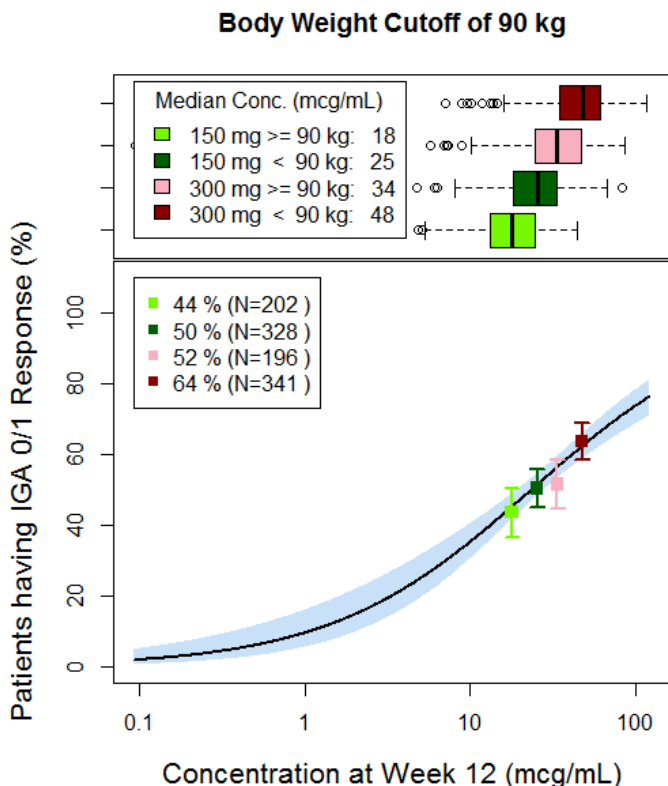 Body Weight Cutoff of 90 kg
Median Conc. (mcg/mL)
150 mg >= 90 kg: 18
150 mg < 90 kg: 25
300 mg >= 90 kg: 34
300 mg < 90 kg: 48
Patients having IGA 0/1 Response (%)
100
80
60
40
20
0
44 % (N=202 )
50 % (N=328 )
52 % (N=196 )
64 % (N=341 )
0.1 1 10 100
Concentration at Week 12 (mcg/mL)